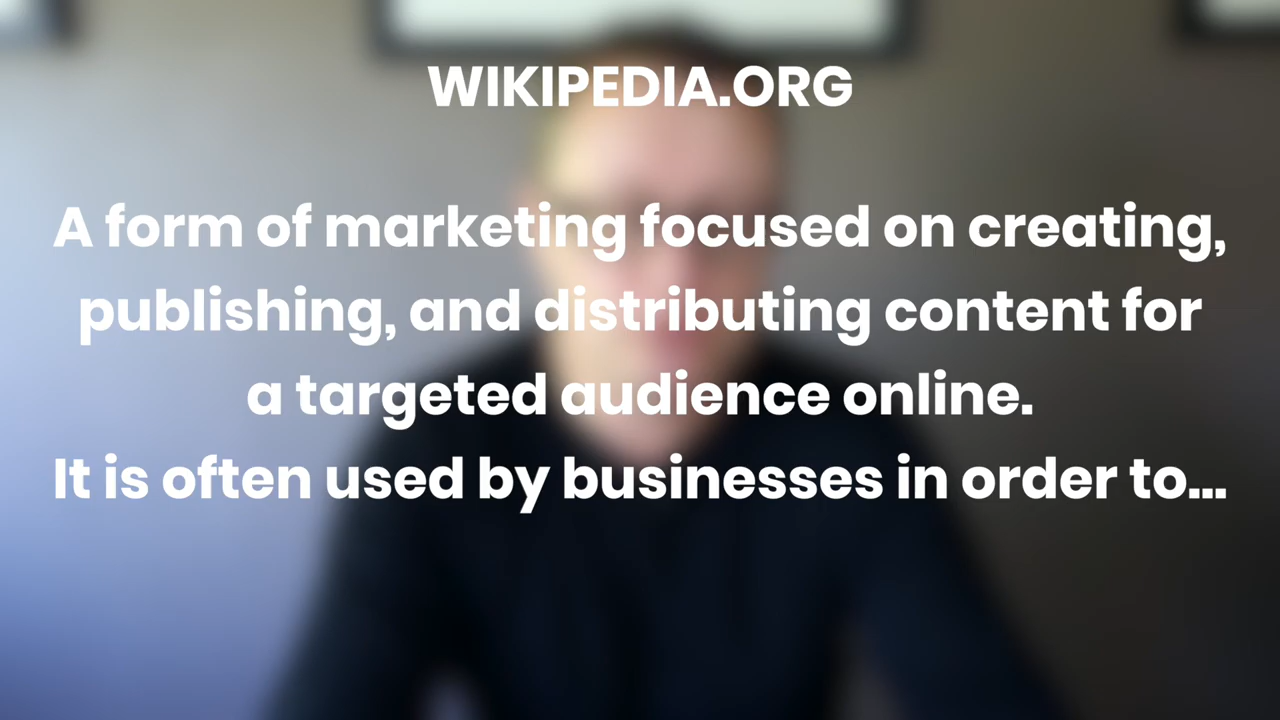 WIKIPEDIA.ORG
A form of marketing focused on creating,
publishing, and distributing content for
a targeted audience online.
It is often used by businesses in order to...